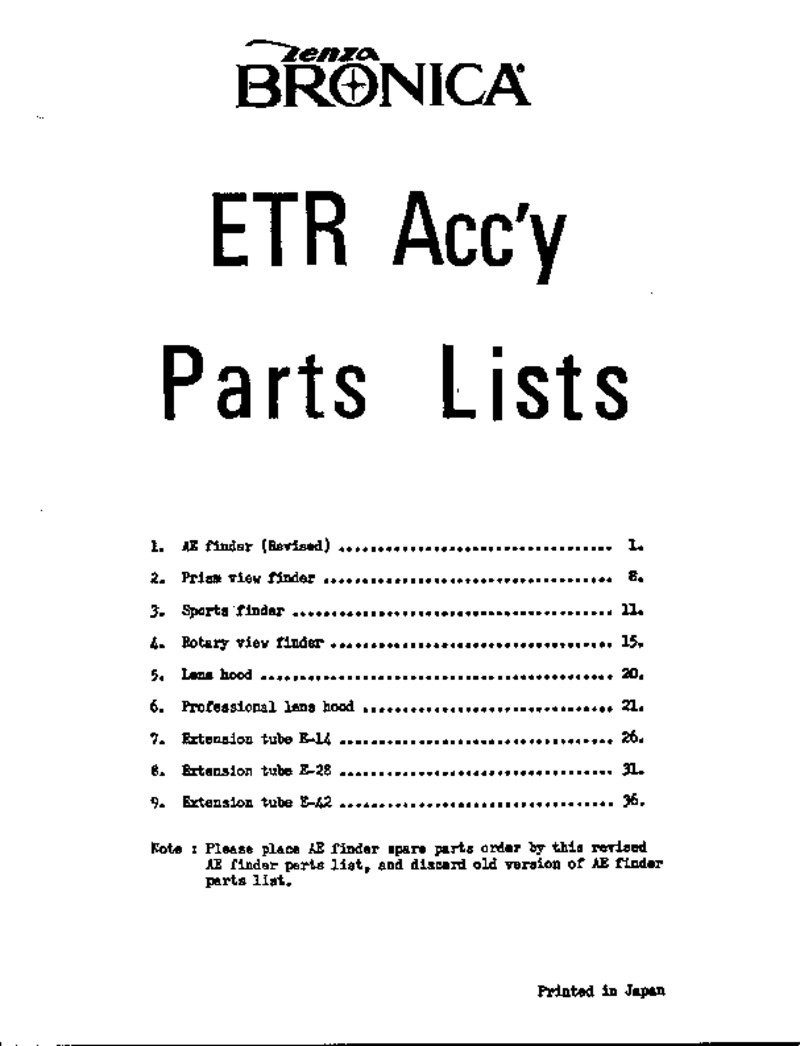 Zenza
BRONICA
ETR Acc'y
Parts Lists
1. AE finder (Revised) .................................. 1.
2. Prism view finder .................................... 8.
3. Sports finder ........................................ 11.
4. Rotary view finder ................................... 15.
5. Lens hood ............................................ 20.
6. Professional lens hood ............................... 21.
7. Extension tube E-14 .................................. 26.
8. Extension tube E-28 .................................. 31.
9. Extension tube E-42 .................................. 36.
Note : Please place AE finder spare parts order by this revised
AE finder parts list, and discard old version of AE finder
parts list.
Printed in Japan